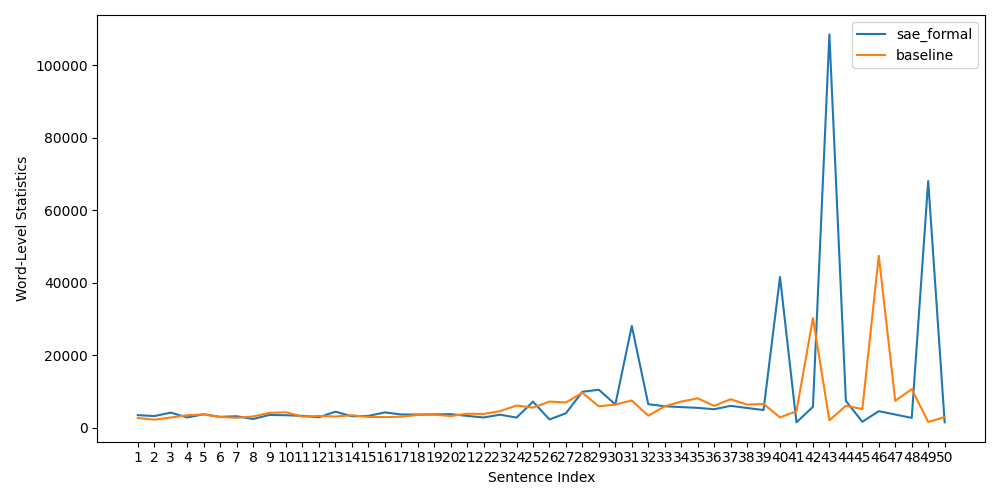 sae_formal
baseline
100000
80000
60000
40000
20000
0
Word-Level Statistics
1 2 3 4 5 6 7 8 9 10 11 12 13 14 15 16 17 18 19 20 21 22 23 24 25 26 27 28 29 30 31 32 33 34 35 36 37 38 39 40 41 42 43 44 45 46 47 48 49 50
Sentence Index